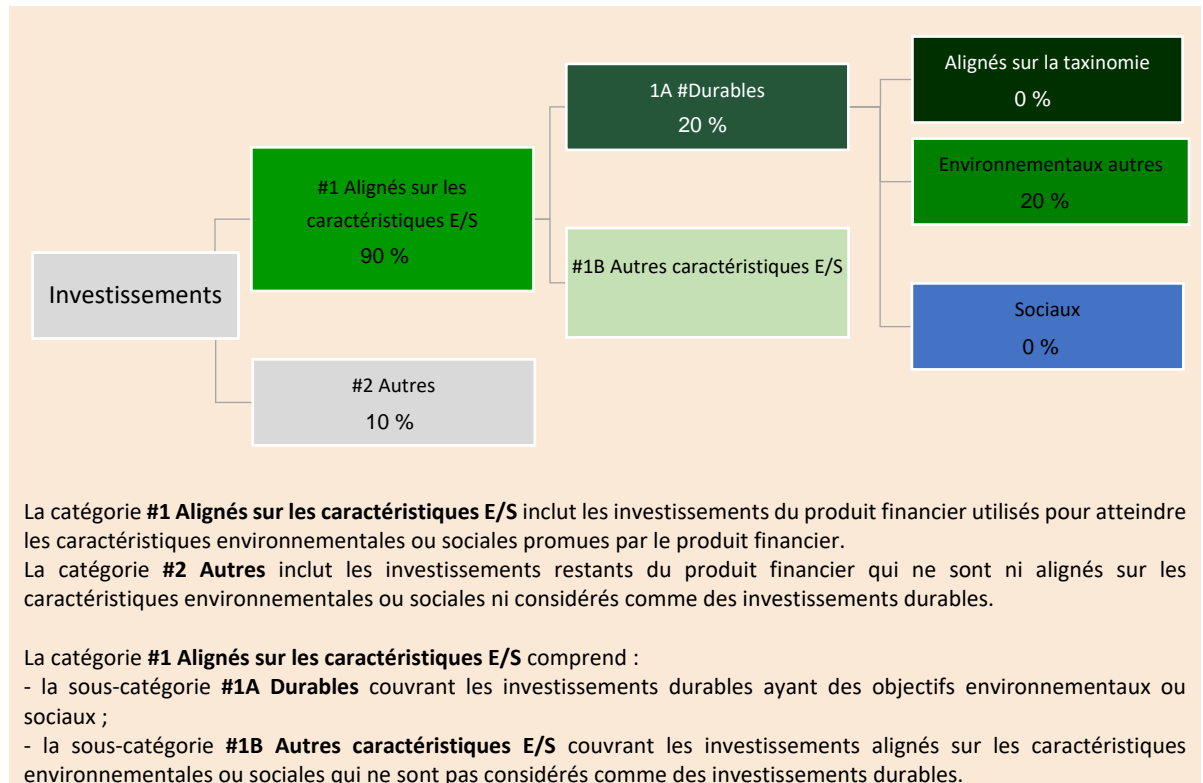 Investissements
#1 Alignés sur les
caractéristiques E/S
90 %
#2 Autres
10 %
1A #Durables
20 %
#1B Autres caractéristiques E/S
Alignés sur la taxinomie
0 %
Environnementaux autres
20 %
Sociaux
0 %
La catégorie #1 Alignés sur les caractéristiques E/S inclut les investissements du produit financier utilisés pour atteindre
les caractéristiques environnementales ou sociales promues par le produit financier.
La catégorie #2 Autres inclut les investissements restants du produit financier qui ne sont ni alignés sur les
caractéristiques environnementales ou sociales ni considérés comme des investissements durables.
La catégorie #1 Alignés sur les caractéristiques E/S comprend :
- la sous-catégorie #1A Durables couvrant les investissements durables ayant des objectifs environnementaux ou
sociaux ;
- la sous-catégorie #1B Autres caractéristiques E/S couvrant les investissements alignés sur les caractéristiques
environnementales ou sociales qui ne sont pas considérés comme des investissements durables.